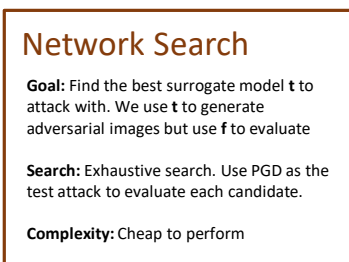 Network Search
Goal: Find the best surrogate model t to
attack with. We use t to generate
adversarial images but use f to evaluate
Search: Exhaustive search. Use PGD as the
test attack to evaluate each candidate.
Complexity: Cheap to perform